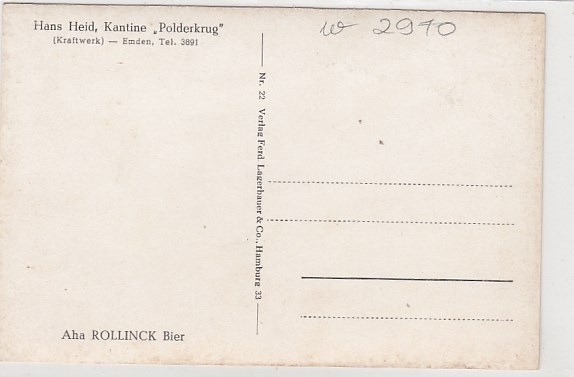 Hans Heid, Kantine „Polderkrug"
(Kraftwerk) — Emden, Tel. 3891
w 2970
Nr. 22 Verlag Ferd Lagerbauer & Co., Hamburg 33
Aha ROLLINCK Bier